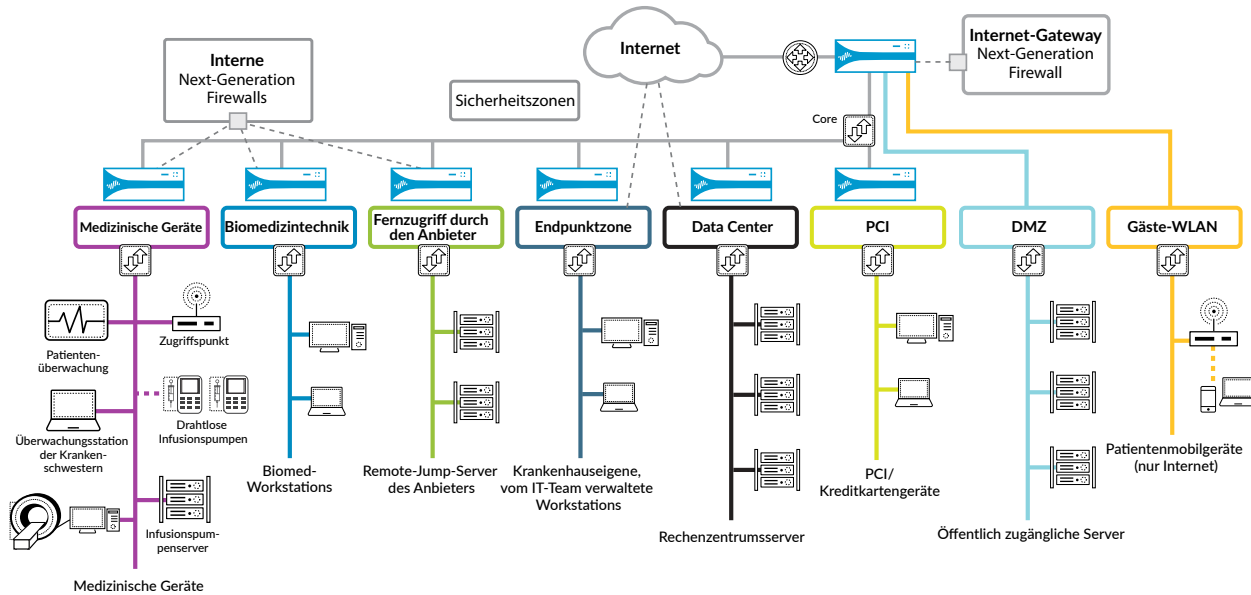 Interne
Next-Generation
Firewalls
Sicherheitszonen
Internet
Internet-Gateway
Next-Generation
Firewall
Core
Medizinische Geräte
Biomedizintechnik
Fernzugriff durch
den Anbieter
Endpunktzone
Data Center
PCI
DMZ
Gäste-WLAN
Patienten-
überwachung
Zugriffspunkt
Überwachungsstation
der Kranken-
schwestern
Drahtlose
Infusionspumpen
Infusionspum-
penserver
Medizinische Geräte
Biomed-
Workstations
Remote-Jump-Server
des Anbieters
Krankenhauseigene,
vom IT-Team verwaltete
Workstations
Rechenzentrumsserver
PCI/
Kreditkartengeräte
Öffentlich zugängliche Server
Patientenmobilgeräte
(nur Internet)